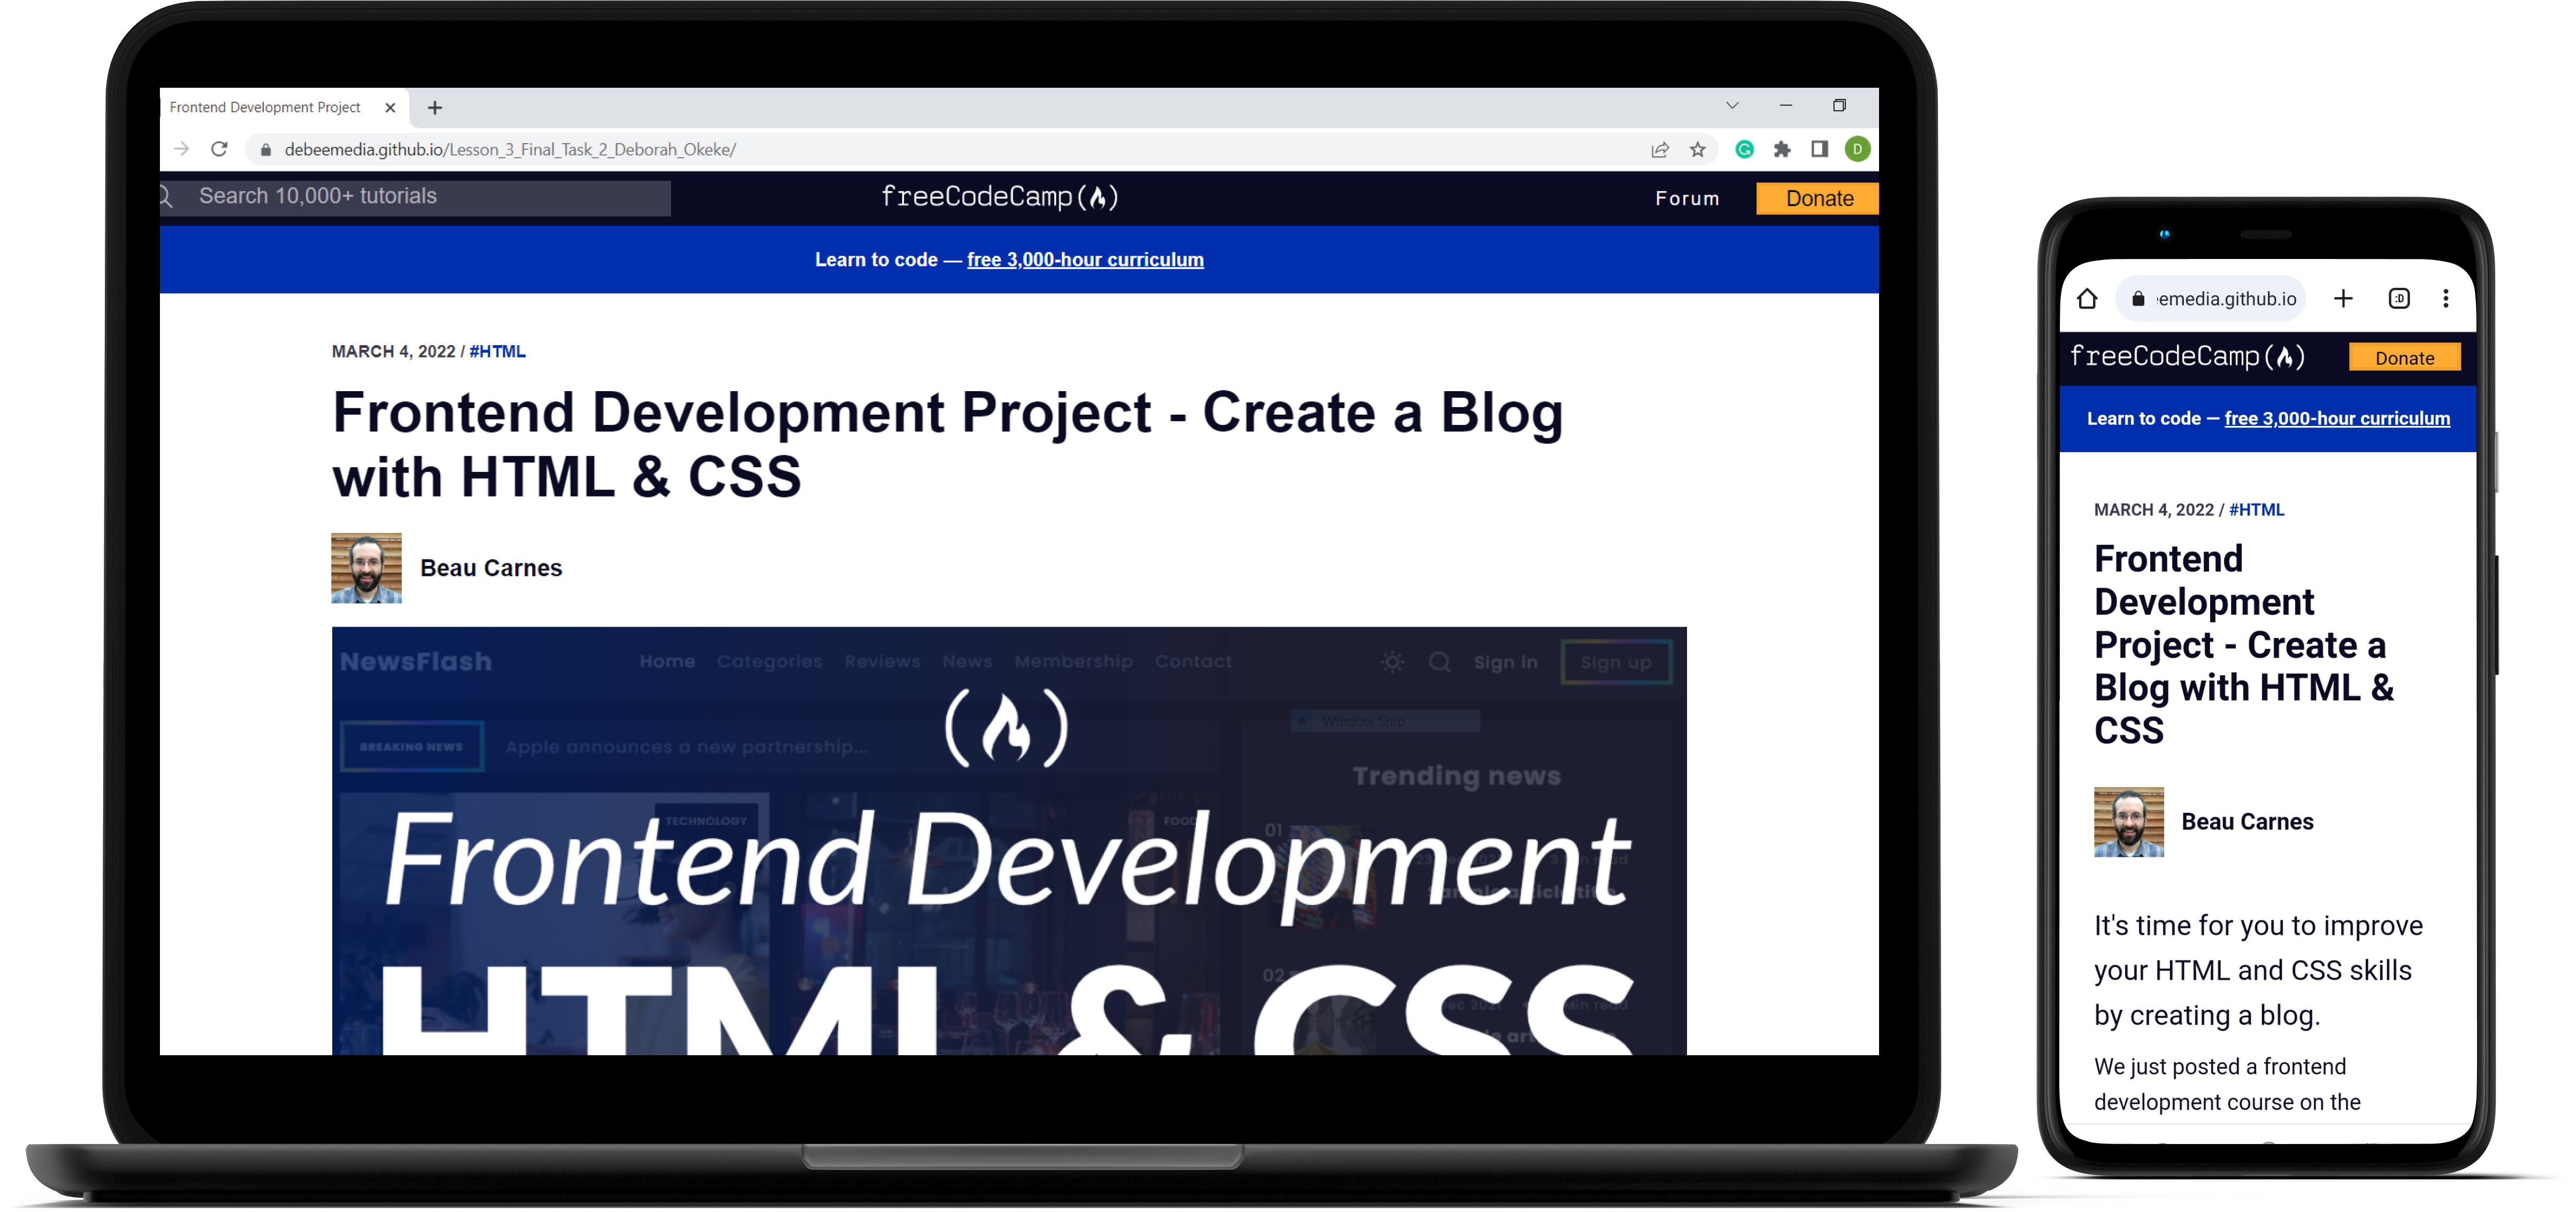 Frontend Development Project
debeemedia.github.io/Lesson_3_Final_Task_2_Deborah_Okeke/
D
Search 10,000+ tutorials
freeCodeCamp
Forum
Donate
Learn to code — free 3,000-hour curriculum
MARCH 4, 2022 / #HTML
Frontend Development Project - Create a Blog
with HTML & CSS
Beau Carnes
NewsFlash
Home Categories Reviews News Membership Contact
Sign in
Sign up
Window Snip
BREAKING NEWS
Apple announces a new partnership...
Trending news
TECHNOLOGY
FOOD
01
Frontend Development
02
HTML & CSS
emedia.github.io
:D
freeCodeCamp
Donate
Learn to code — free 3,000-hour curriculum
MARCH 4, 2022 / #HTML
Frontend
Development
Project - Create a
Blog with HTML &
CSS
Beau Carnes
It's time for you to improve
your HTML and CSS skills
by creating a blog.
We just posted a frontend
development course on the